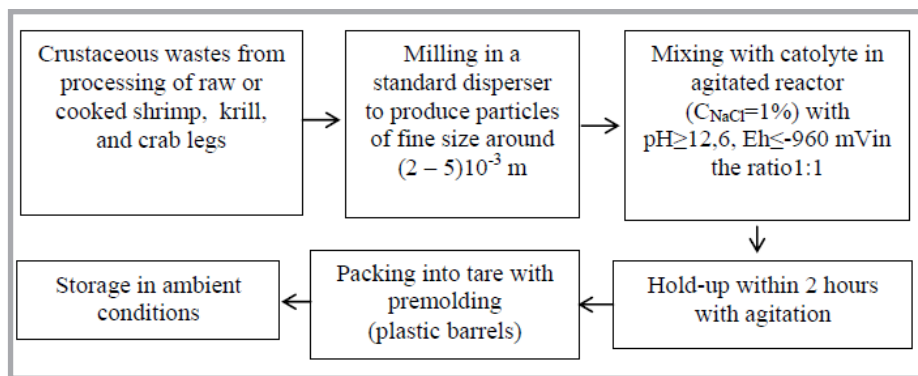 Crustaceous wastes from
processing of raw or
cooked shrimp, krill,
and crab legs
Milling in a
standard disperser
to produce particles
of fine size around
(2 – 5)10⁻³ m
Mixing with catolyte in
agitated reactor
(C_NaCl=1%) with
pH≥12,6, Eh≤-960 mVin
the ratio1:1
Hold-up within 2 hours
with agitation
Packing into tare with
premolding
(plastic barrels)
Storage in ambient
conditions